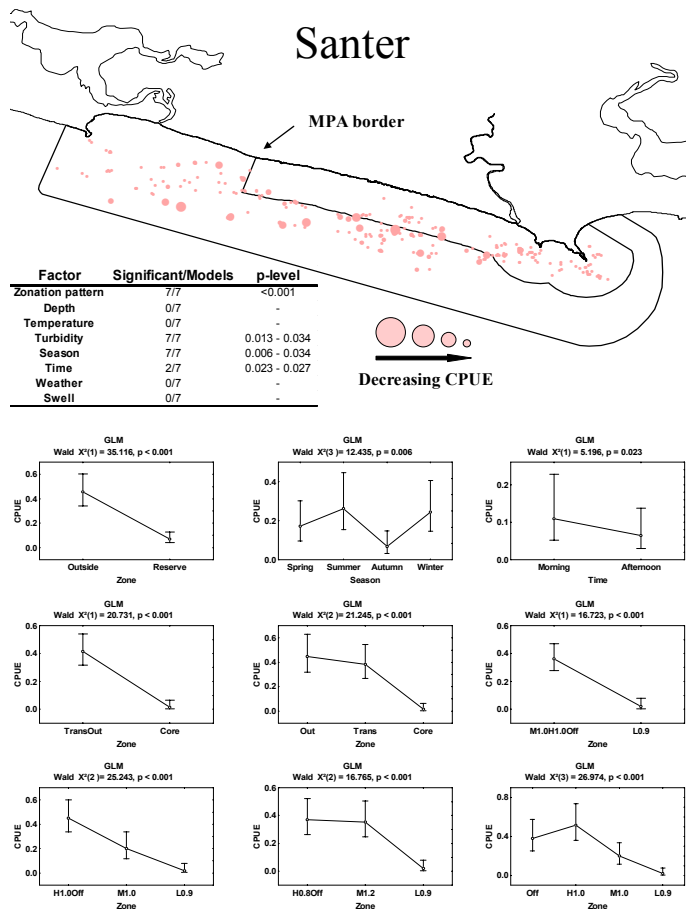 Santer
MPA border
Factor Significant/Models p-level
Zonation pattern 7/7 <0.001
Depth 0/7 -
Temperature 0/7 -
Turbidity 7/7 0.013 - 0.034
Season 7/7 0.006 - 0.034
Time 2/7 0.023 - 0.027
Weather 0/7 -
Swell 0/7 -
Decreasing CPUE
GLM
Wald X²(1) = 35.116, p < 0.001
CPUE
0.6
0.4
0.2
0.0
Outside Reserve
Zone
GLM
Wald X²(3 )= 12.435, p = 0.006
CPUE
0.4
0.2
0.0
Spring Summer Autumn Winter
Season
GLM
Wald X²(1) = 5.196, p = 0.023
CPUE
0.2
0.1
0.0
Morning Afternoon
Time
GLM
Wald X²(1) = 20.731, p < 0.001
CPUE
0.6
0.4
0.2
0.0
TransOut Core
Zone
GLM
Wald X²(2) = 21.245, p < 0.001
CPUE
0.6
0.4
0.2
0.0
Out Trans Core
Zone
GLM
Wald X²(1) = 16.723, p < 0.001
CPUE
0.6
0.4
0.2
0.0
M1.0H1.0Off L0.9
Zone
GLM
Wald X²(2) = 25.243, p < 0.001
CPUE
0.6
0.4
0.2
0.0
H1.0Off M1.0 L0.9
Zone
GLM
Wald X²(2) = 16.765, p < 0.001
CPUE
0.6
0.4
0.2
0.0
H0.8Off M1.2 L0.9
Zone
GLM
Wald X²(3) = 26.974, p < 0.001
CPUE
0.8
0.6
0.4
0.2
0.0
Off H1.0 M1.0 L0.9
Zone